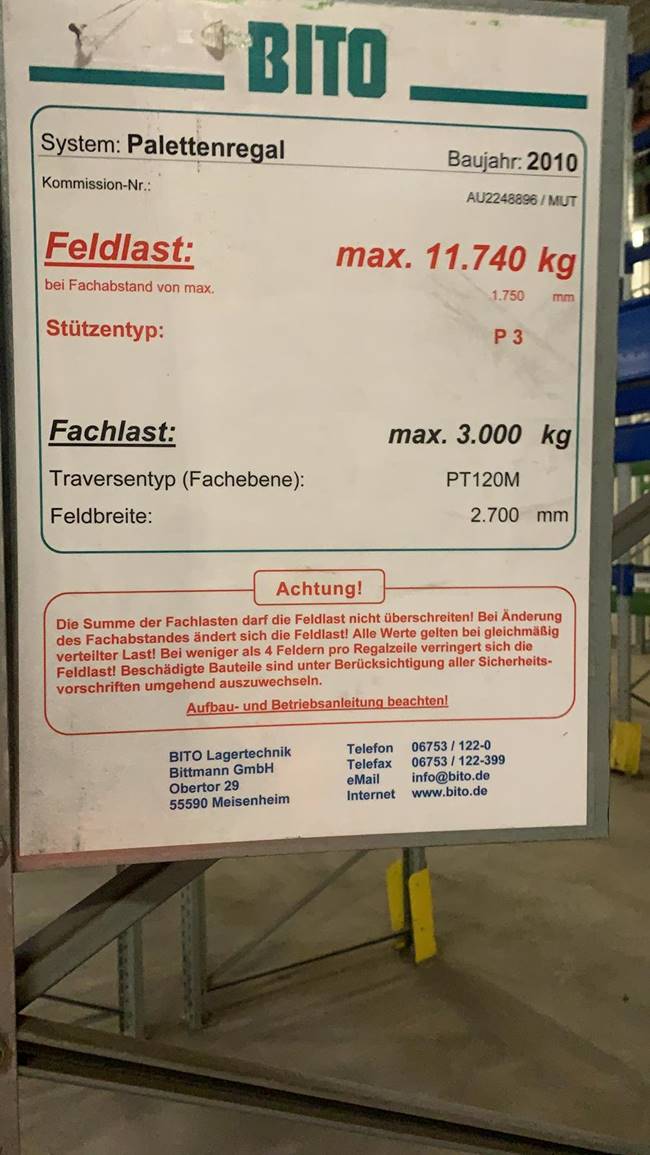 BITO
System: Palettenregal
Baujahr: 2010
Kommission-Nr.:
AU2248896 / MUT
Feldlast: max. 11.740 kg
bei Fachabstand von max. 1.750 mm
Stützentyp: P 3
Fachlast: max. 3.000 kg
Traversentyp (Fachebene): PT120M
Feldbreite: 2.700 mm
Achtung!
Die Summe der Fachlasten darf die Feldlast nicht überschreiten! Bei Änderung
des Fachabstandes ändert sich die Feldlast! Alle Werte gelten bei gleichmäßig
verteilter Last! Bei weniger als 4 Feldern pro Regalzeile verringert sich die
Feldlast! Beschädigte Bauteile sind unter Berücksichtigung aller Sicherheits-
vorschriften umgehend auszuwechseln.
Aufbau- und Betriebsanleitung beachten!
BITO Lagertechnik
Bittmann GmbH
Obertor 29
55590 Meisenheim
Telefon 06753 / 122-0
Telefax 06753 / 122-399
eMail info@bito.de
Internet www.bito.de